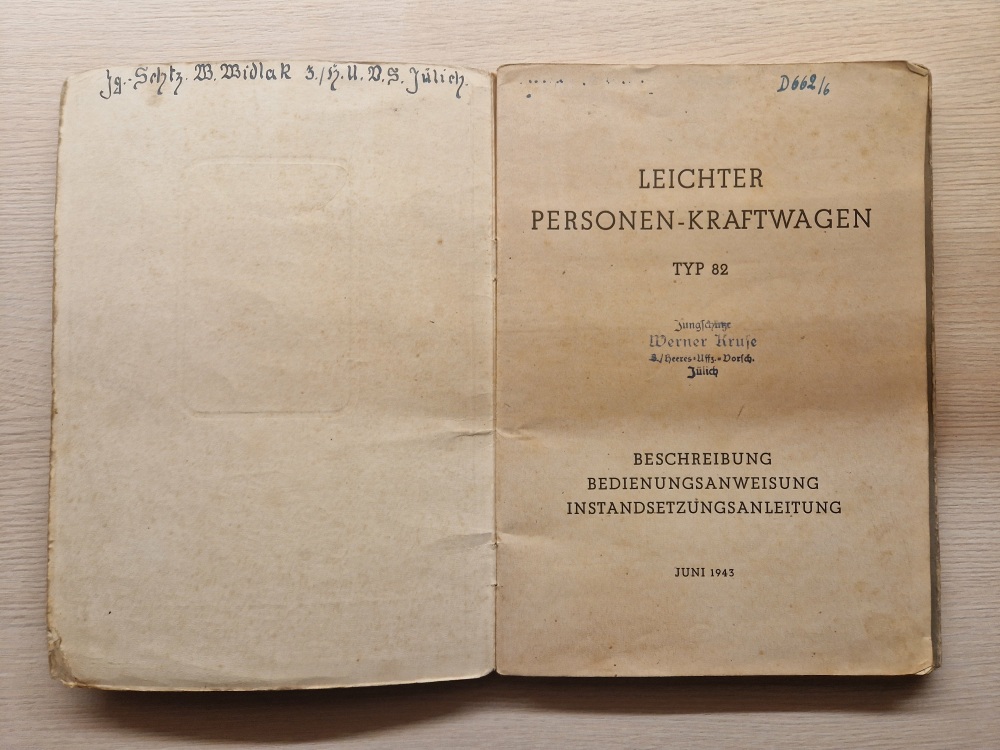 Jg.-Schtz. W. Widlak 3./H.U.V.S. Jülich.
D662/6
LEICHTER
PERSONEN-KRAFTWAGEN
TYP 82
Jungschütze
Werner Kruse
3./Heeres-Uffz.-Vorsch.
Jülich
BESCHREIBUNG
BEDIENUNGSANWEISUNG
INSTANDSETZUNGSANLEITUNG
JUNI 1943